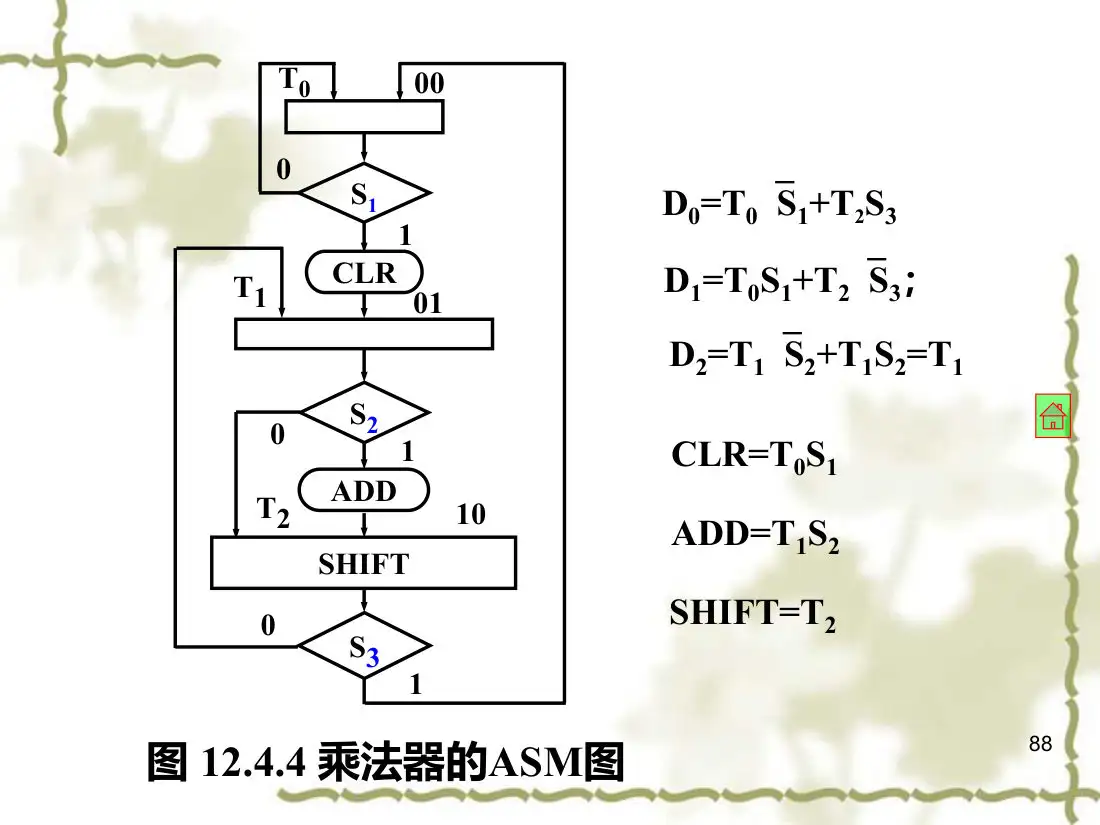 T₀ 00
0
S₁
1
CLR
T₁
01
S₂
0
1
ADD
T₂
10
SHIFT
0
S₃
1
D₀=T₀ S̅₁+T₂S₃
D₁=T₀S₁+T₂ S̅₃;
D₂=T₁ S̅₂+T₁S₂=T₁
CLR=T₀S₁
ADD=T₁S₂
SHIFT=T₂
图 12.4.4 乘法器的ASM图
88